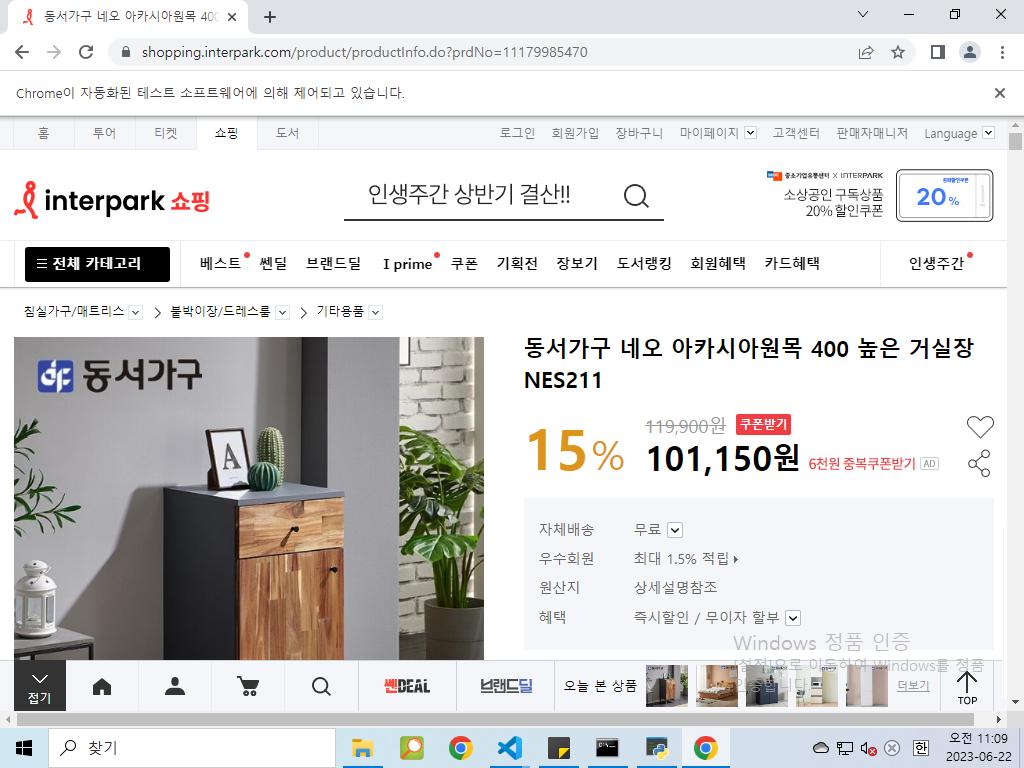 동서가구 네오 아카시아원목 400
shopping.interpark.com/product/productInfo.do?prdNo=11179985470
Chrome이 자동화된 테스트 소프트웨어에 의해 제어되고 있습니다.
홈 투어 티켓 쇼핑 도서 로그인 회원가입 장바구니 마이페이지 고객센터 판매자매니저 Language
interpark 쇼핑
인생주간 상반기 결산!!
중소기업유통센터 X INTERPARK
소상공인 구독상품
20% 할인쿠폰
중복할인쿠폰
20%
전체 카테고리 베스트 쎈딜 브랜드딜 I prime 쿠폰 기획전 장보기 도서랭킹 회원혜택 카드혜택 인생주간
침실가구/매트리스 붙박이장/드레스룸 기타용품
df 동서가구
A
동서가구 네오 아카시아원목 400 높은 거실장
NES211
15%
119,900원 쿠폰받기
101,150원 6천원 중복쿠폰받기 AD
자체배송 무료
우수회원 최대 1.5% 적립
원산지 상세설명참조
혜택 즉시할인 / 무이자 할부
Windows 정품 인증
[설정]으로 이동하여 Windows를 정품
인증합니다.
접기 쎈DEAL 브랜드딜 오늘 본 상품 더보기 TOP
찾기
한
오전 11:09
2023-06-22